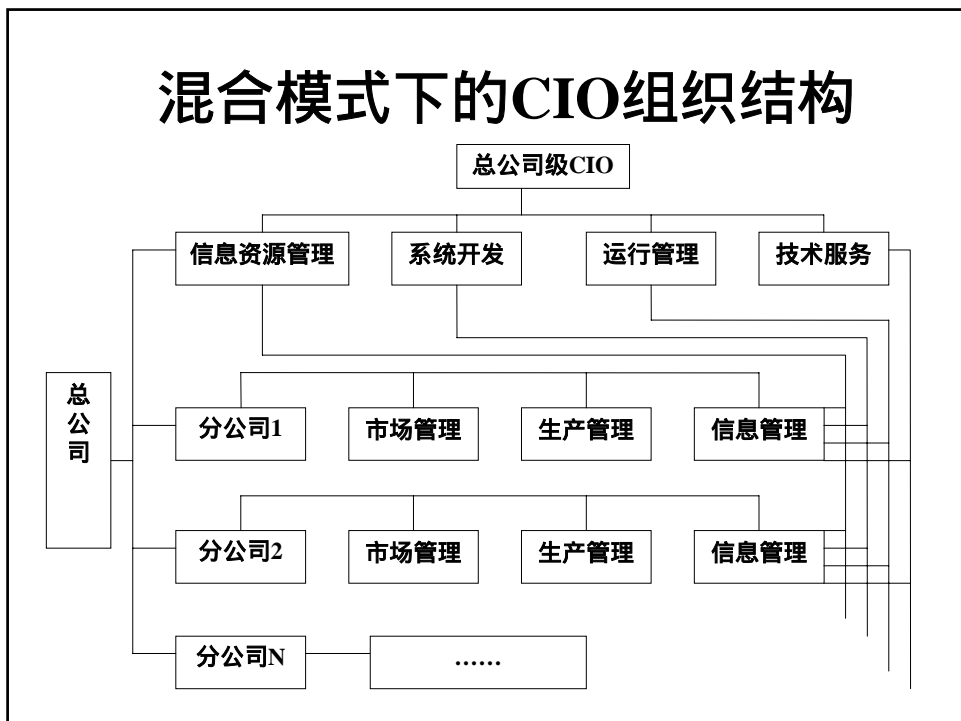 混合模式下的CIO组织结构
总公司级CIO
信息资源管理
系统开发
运行管理
技术服务
总
公
司
分公司1
市场管理
生产管理
信息管理
分公司2
市场管理
生产管理
信息管理
分公司N
……